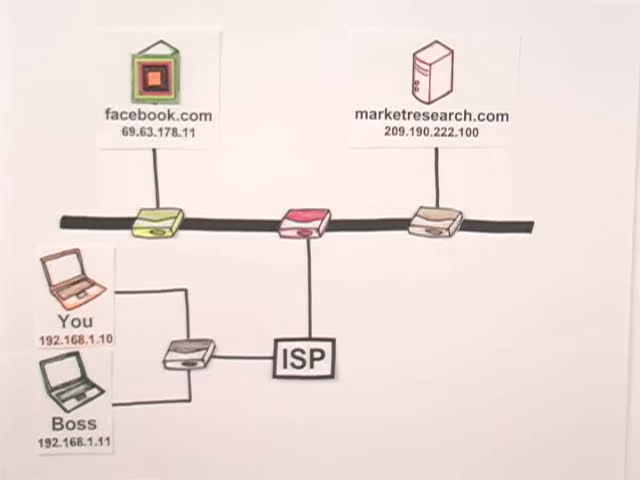 facebook.com
69.63.178.11
marketresearch.com
209.190.222.100
You
192.168.1.10
ISP
Boss
192.168.1.11